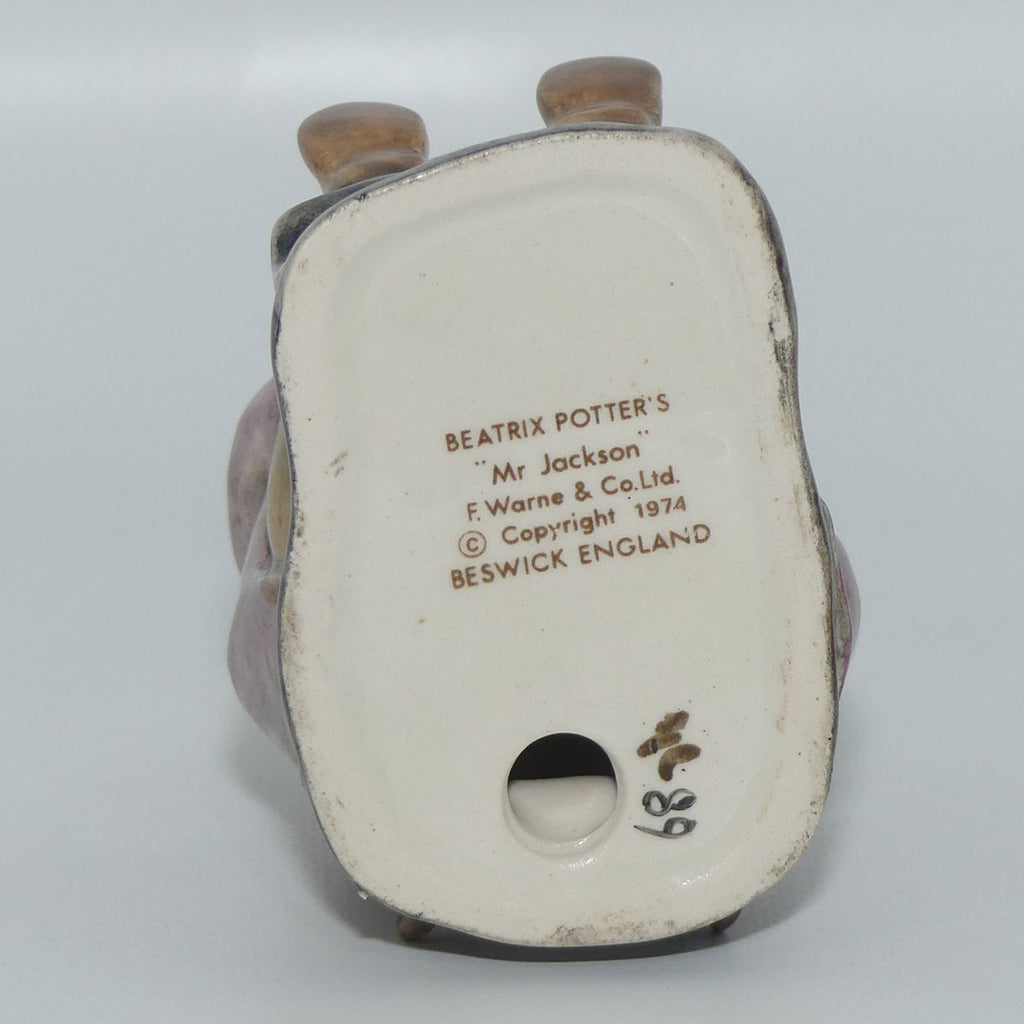 BEATRIX POTTER'S
"Mr Jackson"
F. Warne & Co.Ltd.
© Copyright 1974
BESWICK ENGLAND